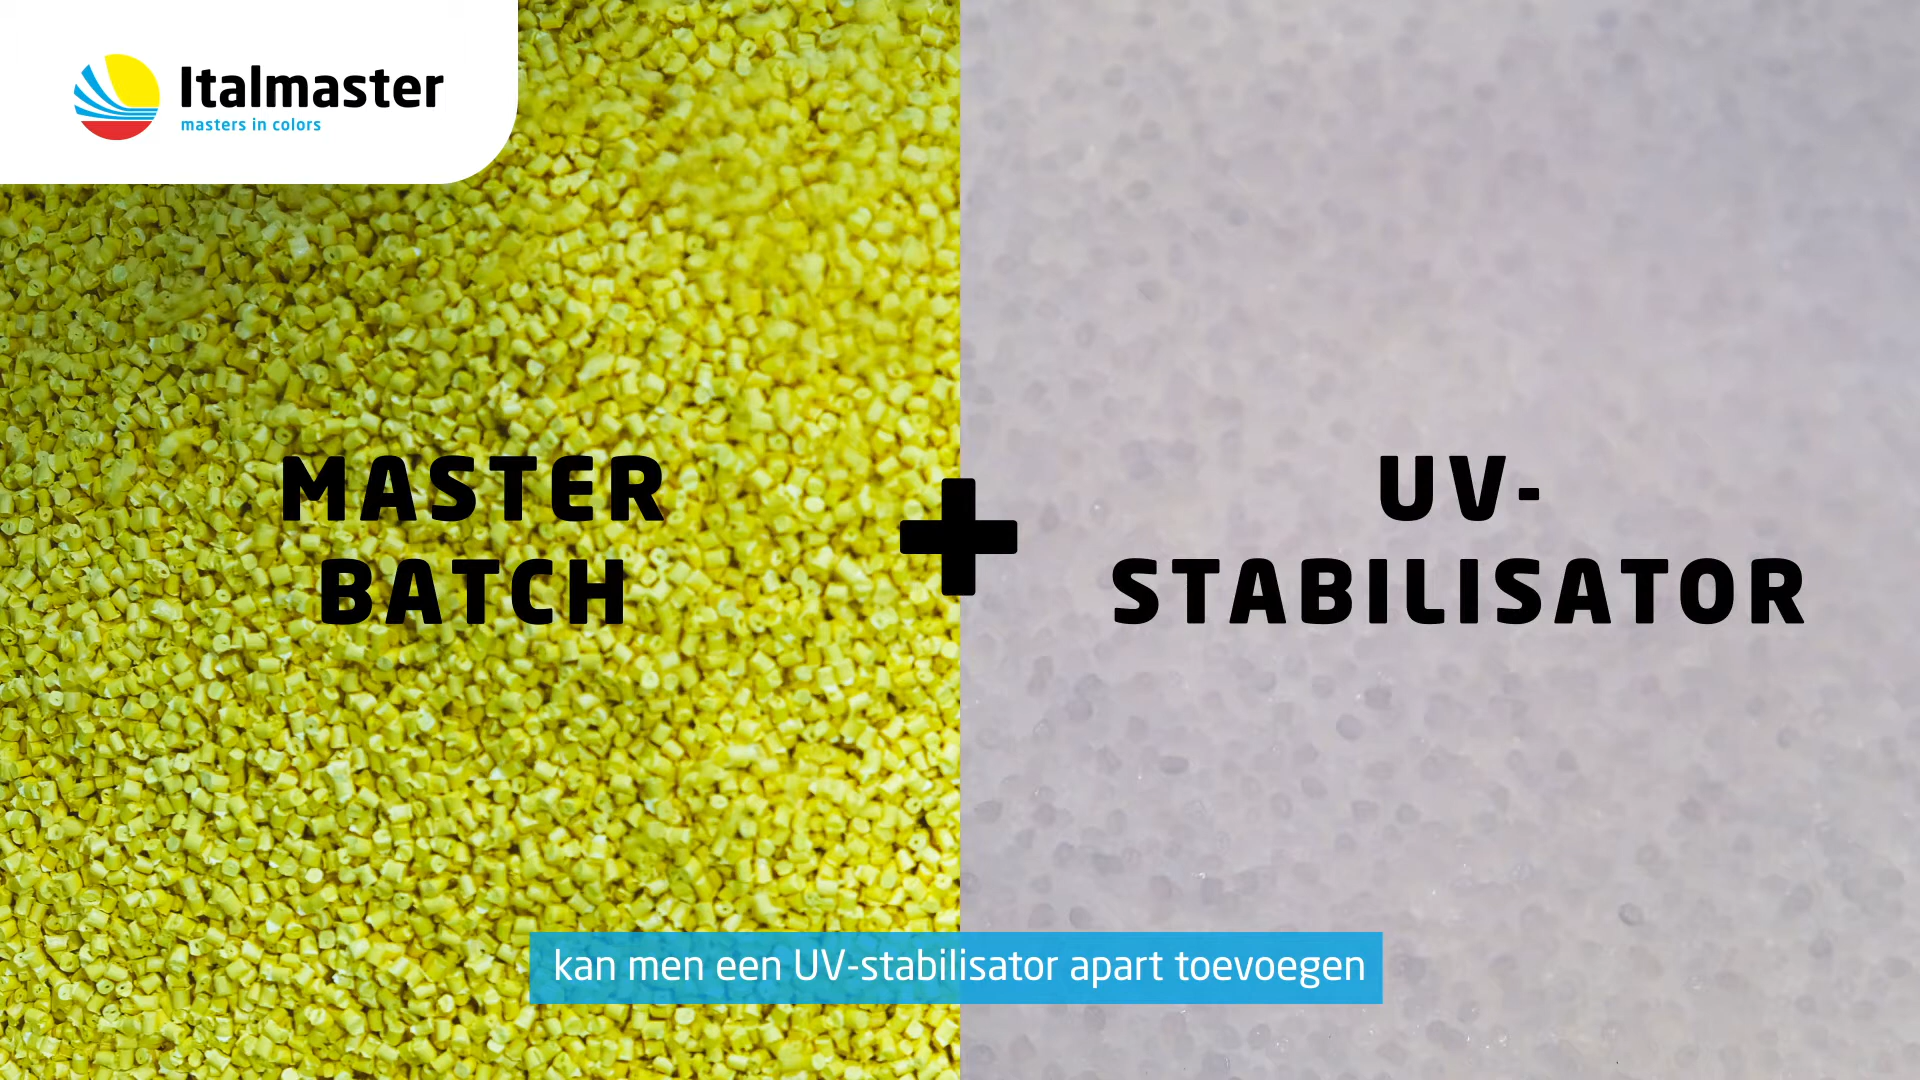 Italmaster
masters in colors
MASTER
BATCH
+
UV-
STABILISATOR
kan men een UV-stabilisator apart toevoegen